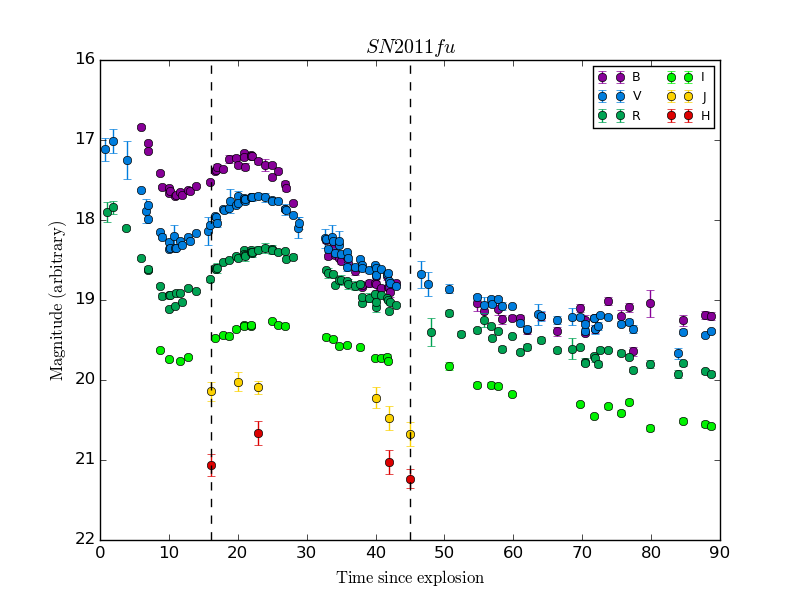 SN2011fu
16
17
18
19
20
21
22
Magnitude (arbitrary)
B I
V J
R H
0 10 20 30 40 50 60 70 80 90
Time since explosion